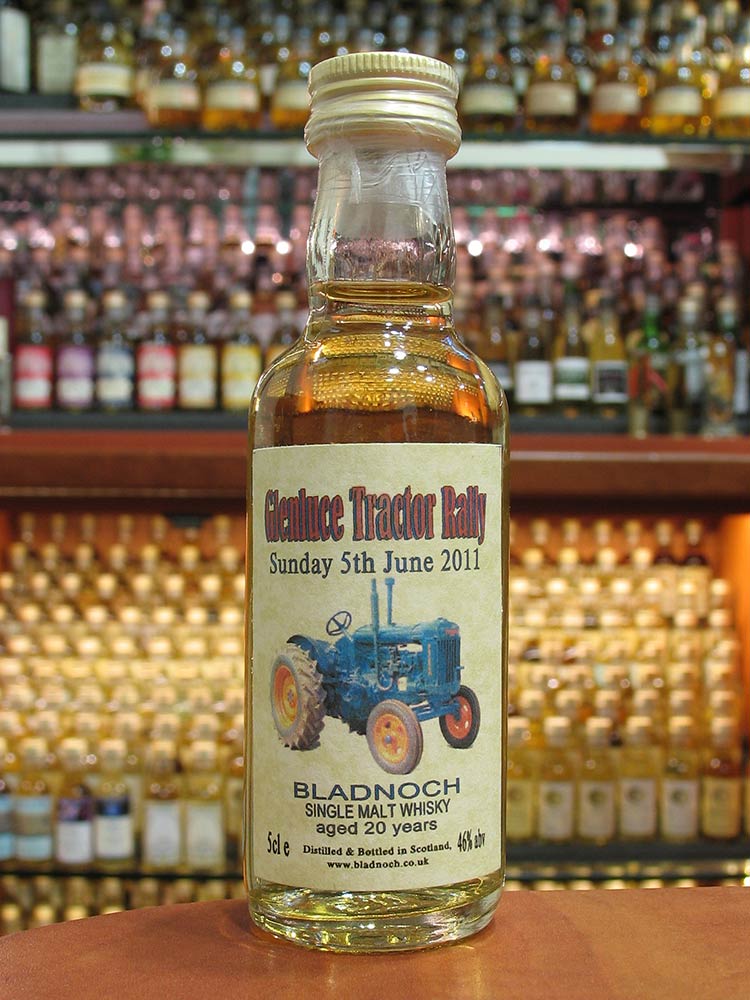 Glenluce Tractor Rally
Sunday 5th June 2011
BLADNOCH
SINGLE MALT WHISKY
aged 20 years
5cl e Distilled & Bottled in Scotland, 46% abv
www.bladnoch.co.uk